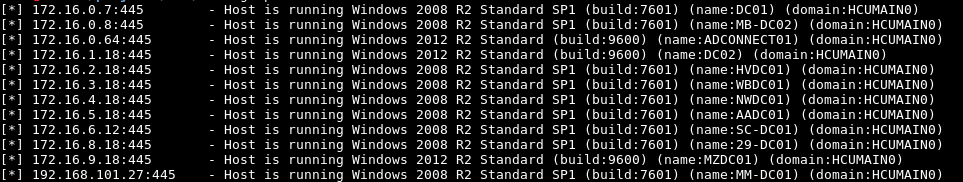 [*] 172.16.0.7:445 - Host is running Windows 2008 R2 Standard SP1 (build:7601) (name:DC01) (domain:HCUMAIN0)
[*] 172.16.0.8:445 - Host is running Windows 2008 R2 Standard SP1 (build:7601) (name:MB-DC02) (domain:HCUMAIN0)
[*] 172.16.0.64:445 - Host is running Windows 2012 R2 Standard (build:9600) (name:ADCONNECT01) (domain:HCUMAIN0)
[*] 172.16.1.18:445 - Host is running Windows 2012 R2 Standard (build:9600) (name:DC02) (domain:HCUMAIN0)
[*] 172.16.2.18:445 - Host is running Windows 2008 R2 Standard SP1 (build:7601) (name:HVDC01) (domain:HCUMAIN0)
[*] 172.16.3.18:445 - Host is running Windows 2008 R2 Standard SP1 (build:7601) (name:WBDC01) (domain:HCUMAIN0)
[*] 172.16.4.18:445 - Host is running Windows 2008 R2 Standard SP1 (build:7601) (name:NWDC01) (domain:HCUMAIN0)
[*] 172.16.5.18:445 - Host is running Windows 2008 R2 Standard SP1 (build:7601) (name:AADC01) (domain:HCUMAIN0)
[*] 172.16.6.12:445 - Host is running Windows 2008 R2 Standard SP1 (build:7601) (name:SC-DC01) (domain:HCUMAIN0)
[*] 172.16.8.18:445 - Host is running Windows 2008 R2 Standard SP1 (build:7601) (name:29-DC01) (domain:HCUMAIN0)
[*] 172.16.9.18:445 - Host is running Windows 2012 R2 Standard (build:9600) (name:MZDC01) (domain:HCUMAIN0)
[*] 192.168.101.27:445 - Host is running Windows 2008 R2 Standard SP1 (build:7601) (name:MM-DC01) (domain:HCUMAIN0)